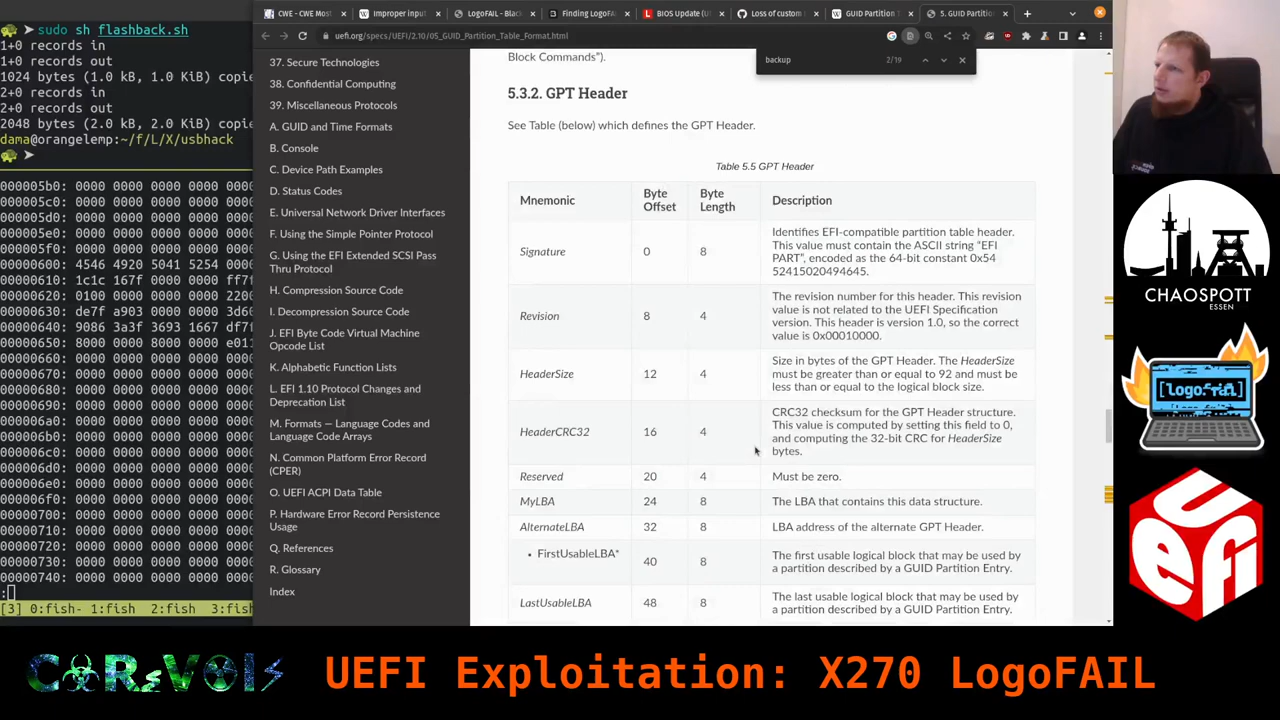 CWE - CWE Most
Improper input
LogoFAIL - Black
Finding LogoFA
BIOS Update (U
Loss of custom
GUID Partition
5. GUID Partition
uefi.org/specs/UEFI/2.10/05_GUID_Partition_Table_Format.html
backup 2/19
sudo sh flashback.sh
1+0 records in
1+0 records out
1024 bytes (1.0 kB, 1.0 KiB) copie
2+0 records in
2+0 records out
2048 bytes (2.0 kB, 2.0 KiB) copie
dama@orangelemp:~/f/L/X/usbhack
000005b0: 0000 0000 0000 0000 000
000005c0: 0000 0000 0000 0000 000
000005d0: 0000 0000 0000 0000 000
000005e0: 0000 0000 0000 0000 000
000005f0: 0000 0000 0000 0000 000
00000600: 4546 4920 5041 5254 000
00000610: 1c1c 167f 0000 0000 ff7f
00000620: 0100 0000 0000 0000 2200
00000630: de7f a903 0000 0000 3d60
00000640: 9086 3a3f 3693 1667 df7f
00000650: 8000 0000 8000 0000 e011
00000660: 0000 0000 0000 0000 000
00000670: 0000 0000 0000 0000 000
00000680: 0000 0000 0000 0000 000
00000690: 0000 0000 0000 0000 000
000006a0: 0000 0000 0000 0000 000
000006b0: 0000 0000 0000 0000 000
000006c0: 0000 0000 0000 0000 000
000006d0: 0000 0000 0000 0000 000
000006e0: 0000 0000 0000 0000 000
000006f0: 0000 0000 0000 0000 000
00000700: 0000 0000 0000 0000 000
00000710: 0000 0000 0000 0000 000
00000720: 0000 0000 0000 0000 000
00000730: 0000 0000 0000 0000 000
00000740: 0000 0000 0000 0000 000
:
[3] 0:fish- 1:fish 2:fish 3:fish
37. Secure Technologies
38. Confidential Computing
39. Miscellaneous Protocols
A. GUID and Time Formats
B. Console
C. Device Path Examples
D. Status Codes
E. Universal Network Driver Interfaces
F. Using the Simple Pointer Protocol
G. Using the EFI Extended SCSI Pass
Thru Protocol
H. Compression Source Code
I. Decompression Source Code
J. EFI Byte Code Virtual Machine
Opcode List
K. Alphabetic Function Lists
L. EFI 1.10 Protocol Changes and
Deprecation List
M. Formats — Language Codes and
Language Code Arrays
N. Common Platform Error Record
(CPER)
O. UEFI ACPI Data Table
P. Hardware Error Record Persistence
Usage
Q. References
R. Glossary
Index
Block Commands”).
5.3.2. GPT Header
See Table (below) which defines the GPT Header.
Table 5.5 GPT Header
Mnemonic Byte Offset Byte Length Description
Signature 0 8 Identifies EFI-compatible partition table header.
This value must contain the ASCII string “EFI
PART”, encoded as the 64-bit constant 0x54
52415020494645.
Revision 8 4 The revision number for this header. This revision
value is not related to the UEFI Specification
version. This header is version 1.0, so the correct
value is 0x00010000.
HeaderSize 12 4 Size in bytes of the GPT Header. The HeaderSize
must be greater than or equal to 92 and must be
less than or equal to the logical block size.
HeaderCRC32 16 4 CRC32 checksum for the GPT Header structure.
This value is computed by setting this field to 0,
and computing the 32-bit CRC for HeaderSize
bytes.
Reserved 20 4 Must be zero.
MyLBA 24 8 The LBA that contains this data structure.
AlternateLBA 32 8 LBA address of the alternate GPT Header.
• FirstUsableLBA* 40 8 The first usable logical block that may be used by
a partition described by a GUID Partition Entry.
LastUsableLBA 48 8 The last usable logical block that may be used by
a partition described by a GUID Partition Entry.
CHAOSPOTT
ESSEN
[logofail]
UEFI
UEFI Exploitation: X270 LogoFAIL